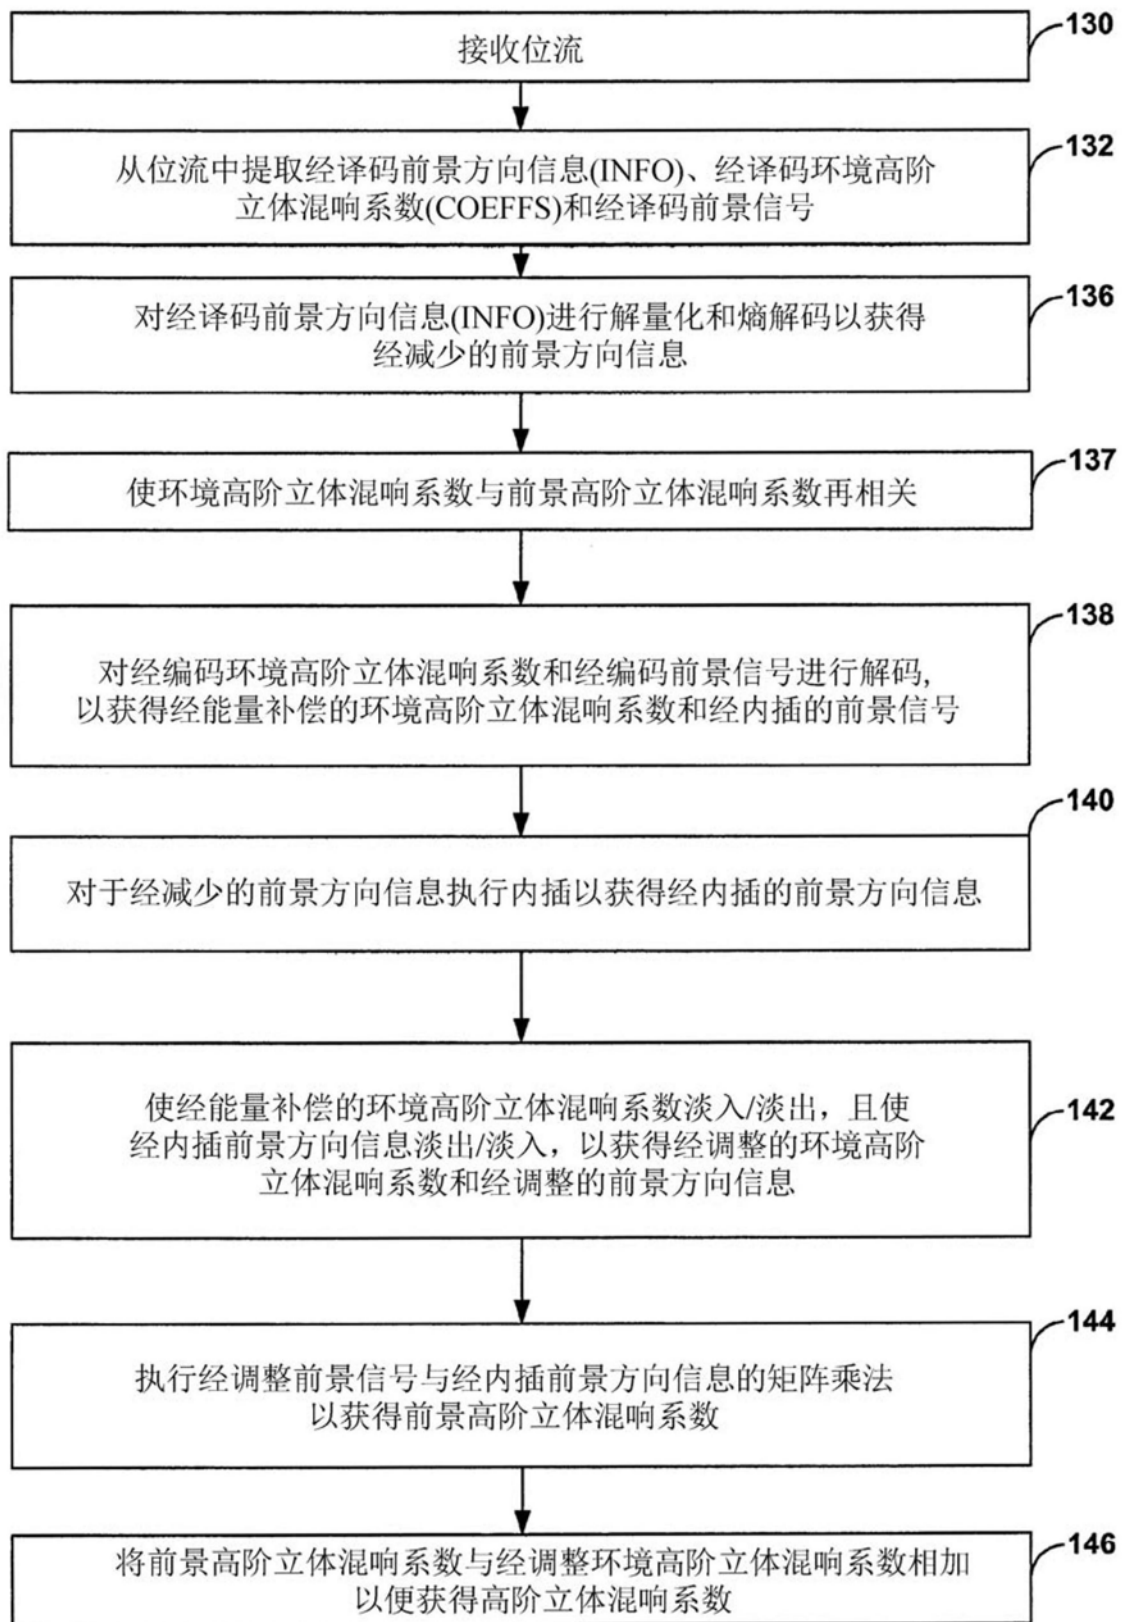 130
接收位流
132
从位流中提取经译码前景方向信息(INFO)、经译码环境高阶
立体混响系数(COEFFS)和经译码前景信号
136
对经译码前景方向信息(INFO)进行解量化和熵解码以获得
经减少的前景方向信息
137
使环境高阶立体混响系数与前景高阶立体混响系数再相关
138
对经编码环境高阶立体混响系数和经编码前景信号进行解码,
以获得经能量补偿的环境高阶立体混响系数和经内插的前景信号
140
对于经减少的前景方向信息执行内插以获得经内插的前景方向信息
142
使经能量补偿的环境高阶立体混响系数淡入/淡出，且使
经内插前景方向信息淡出/淡入，以获得经调整的环境高阶
立体混响系数和经调整的前景方向信息
144
执行经调整前景信号与经内插前景方向信息的矩阵乘法
以获得前景高阶立体混响系数
146
将前景高阶立体混响系数与经调整环境高阶立体混响系数相加
以便获得高阶立体混响系数